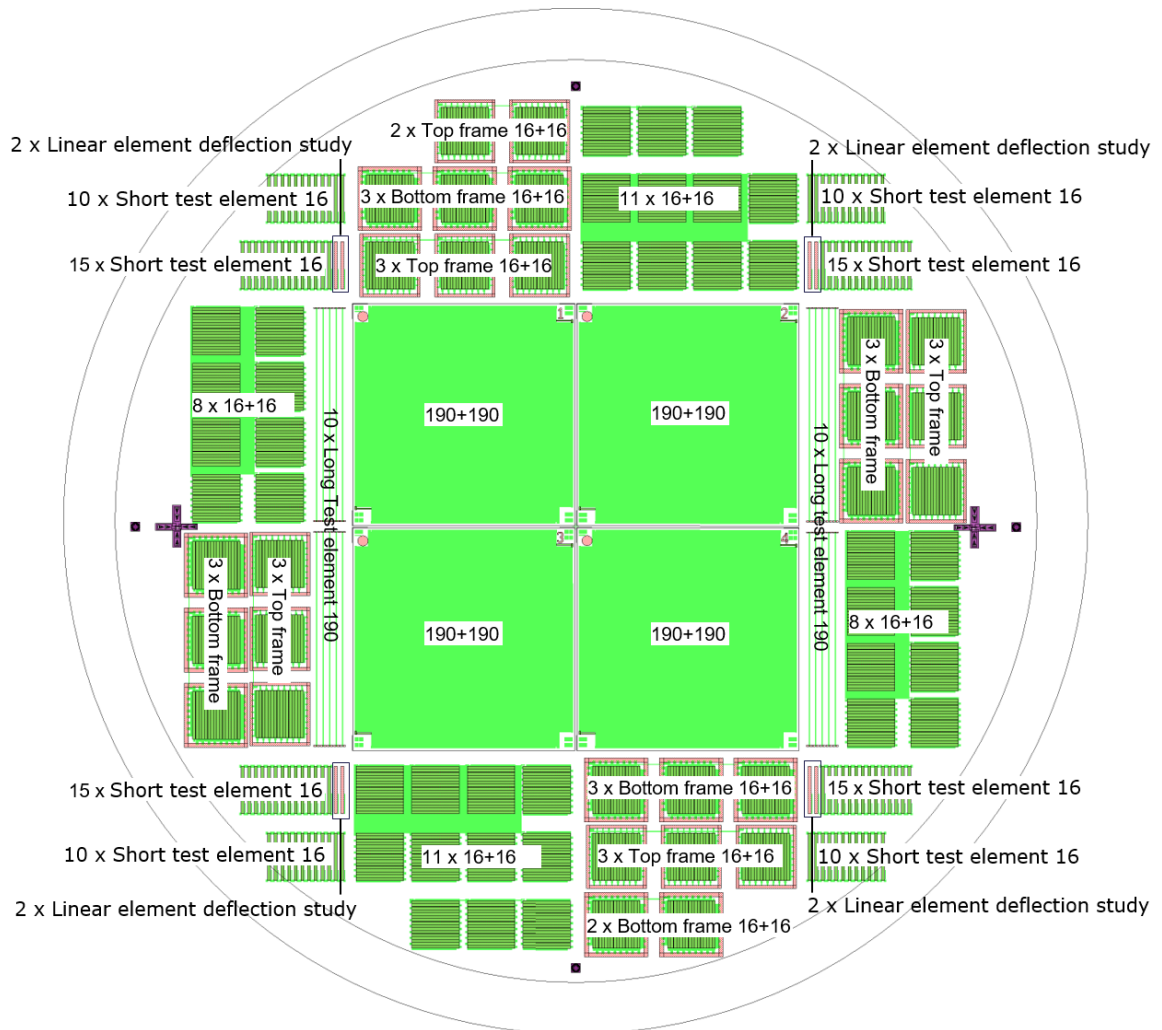 2 x Top frame 16+16
2 x Linear element deflection study
2 x Linear element deflection study
10 x Short test element 16
3 x Bottom frame 16+16
11 x 16+16
10 x Short test element 16
15 x Short test element 16
3 x Top frame 16+16
15 x Short test element 16
1
2
8 x 16+16
10 x Long Test element 190
190+190
190+190
10 x Long test element 190
3 x Bottom frame
3 x Top frame
3
4
3 x Bottom frame
3 x Top frame
190+190
190+190
8 x 16+16
15 x Short test element 16
3 x Bottom frame 16+16
15 x Short test element 16
10 x Short test element 16
11 x 16+16
3 x Top frame 16+16
10 x Short test element 16
2 x Linear element deflection study
2 x Bottom frame 16+16
2 x Linear element deflection study